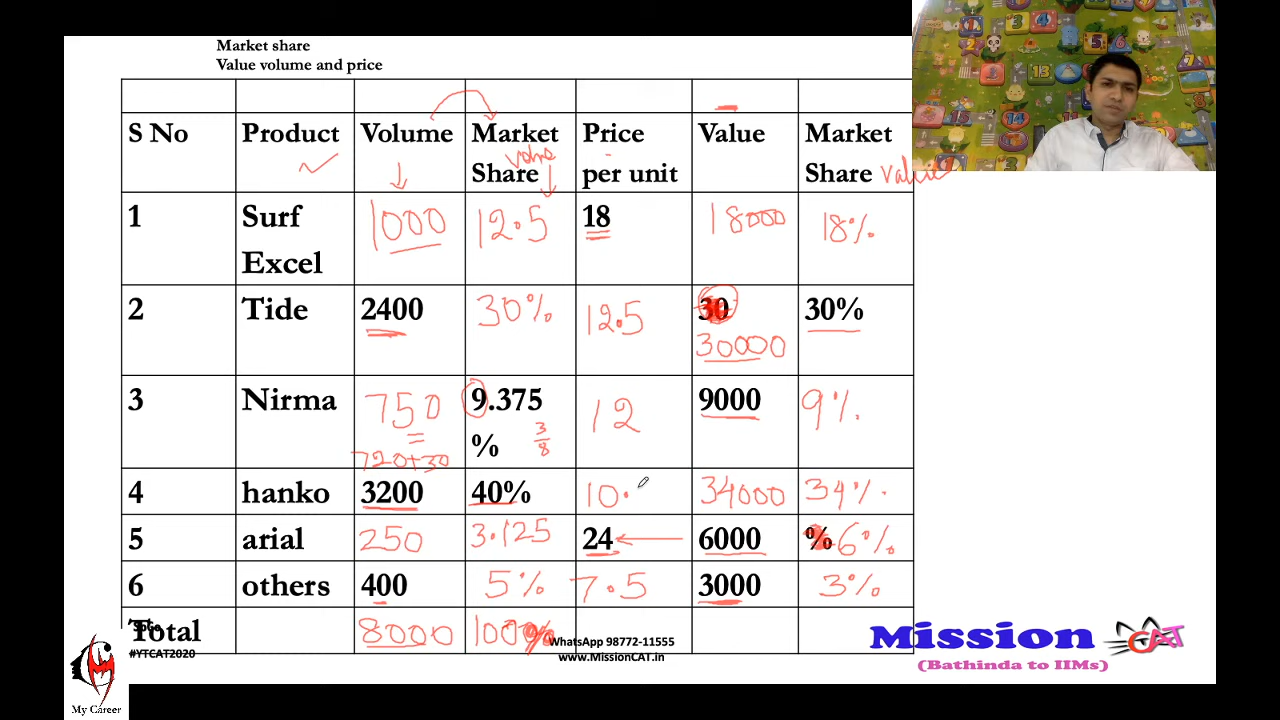 Market share
Value volume and price
S No Product Volume Market Share volume Price per unit Value Market Share value
1 Surf Excel 1000 12.5 18 18000 18%
2 Tide 2400 30% 12.5 30 30000 30%
3 Nirma 750 720+30 9.375 % 3/8 12 9000 9%
4 hanko 3200 40% 10. 34000 34%
5 arial 250 3.125 24 6000 % 6%
6 others 400 5% 7.5 3000 3%
Total 8000 100%
#YTCAT2020
My Career
WhatsApp 98772-11555
www.MissionCAT.in
Mission CAT
(Bathinda to IIMs)